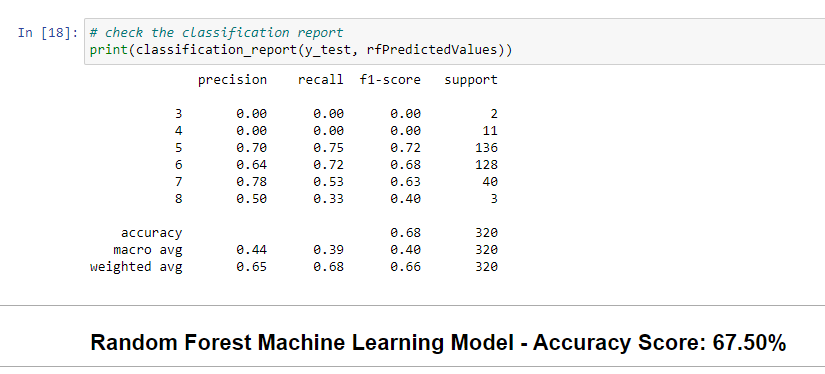 In [18]: # check the classification report
print(classification_report(y_test, rfPredictedValues))
precision recall f1-score support
3 0.00 0.00 0.00 2
4 0.00 0.00 0.00 11
5 0.70 0.75 0.72 136
6 0.64 0.72 0.68 128
7 0.78 0.53 0.63 40
8 0.50 0.33 0.40 3
accuracy 0.68 320
macro avg 0.44 0.39 0.40 320
weighted avg 0.65 0.68 0.66 320
Random Forest Machine Learning Model - Accuracy Score: 67.50%